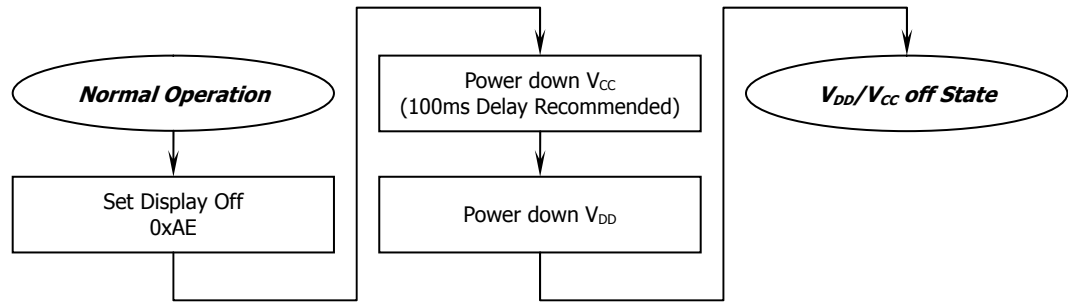 Normal Operation
Set Display Off
0xAE
Power down VCC
(100ms Delay Recommended)
Power down VDD
VDD/VCC off State